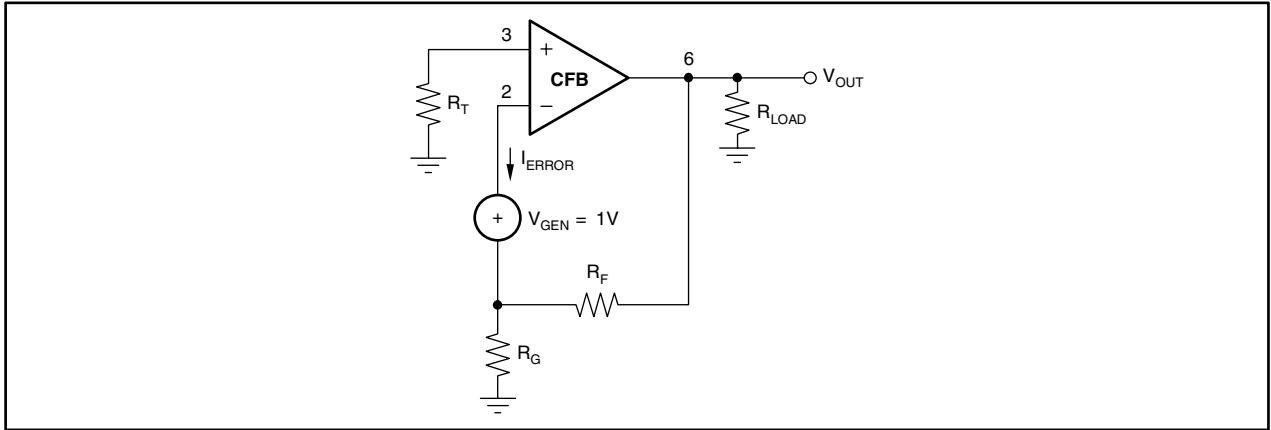 3
+
CFB
6
V_OUT
2
−
R_T
R_LOAD
I_ERROR
+
V_GEN = 1V
R_F
R_G